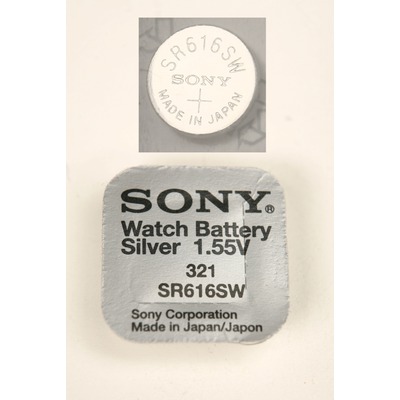 SR616SW
SONY
+
MADE IN JAPAN
SONY®
Watch Battery
Silver 1.55V
321
SR616SW
Sony Corporation
Made in Japan/Japon